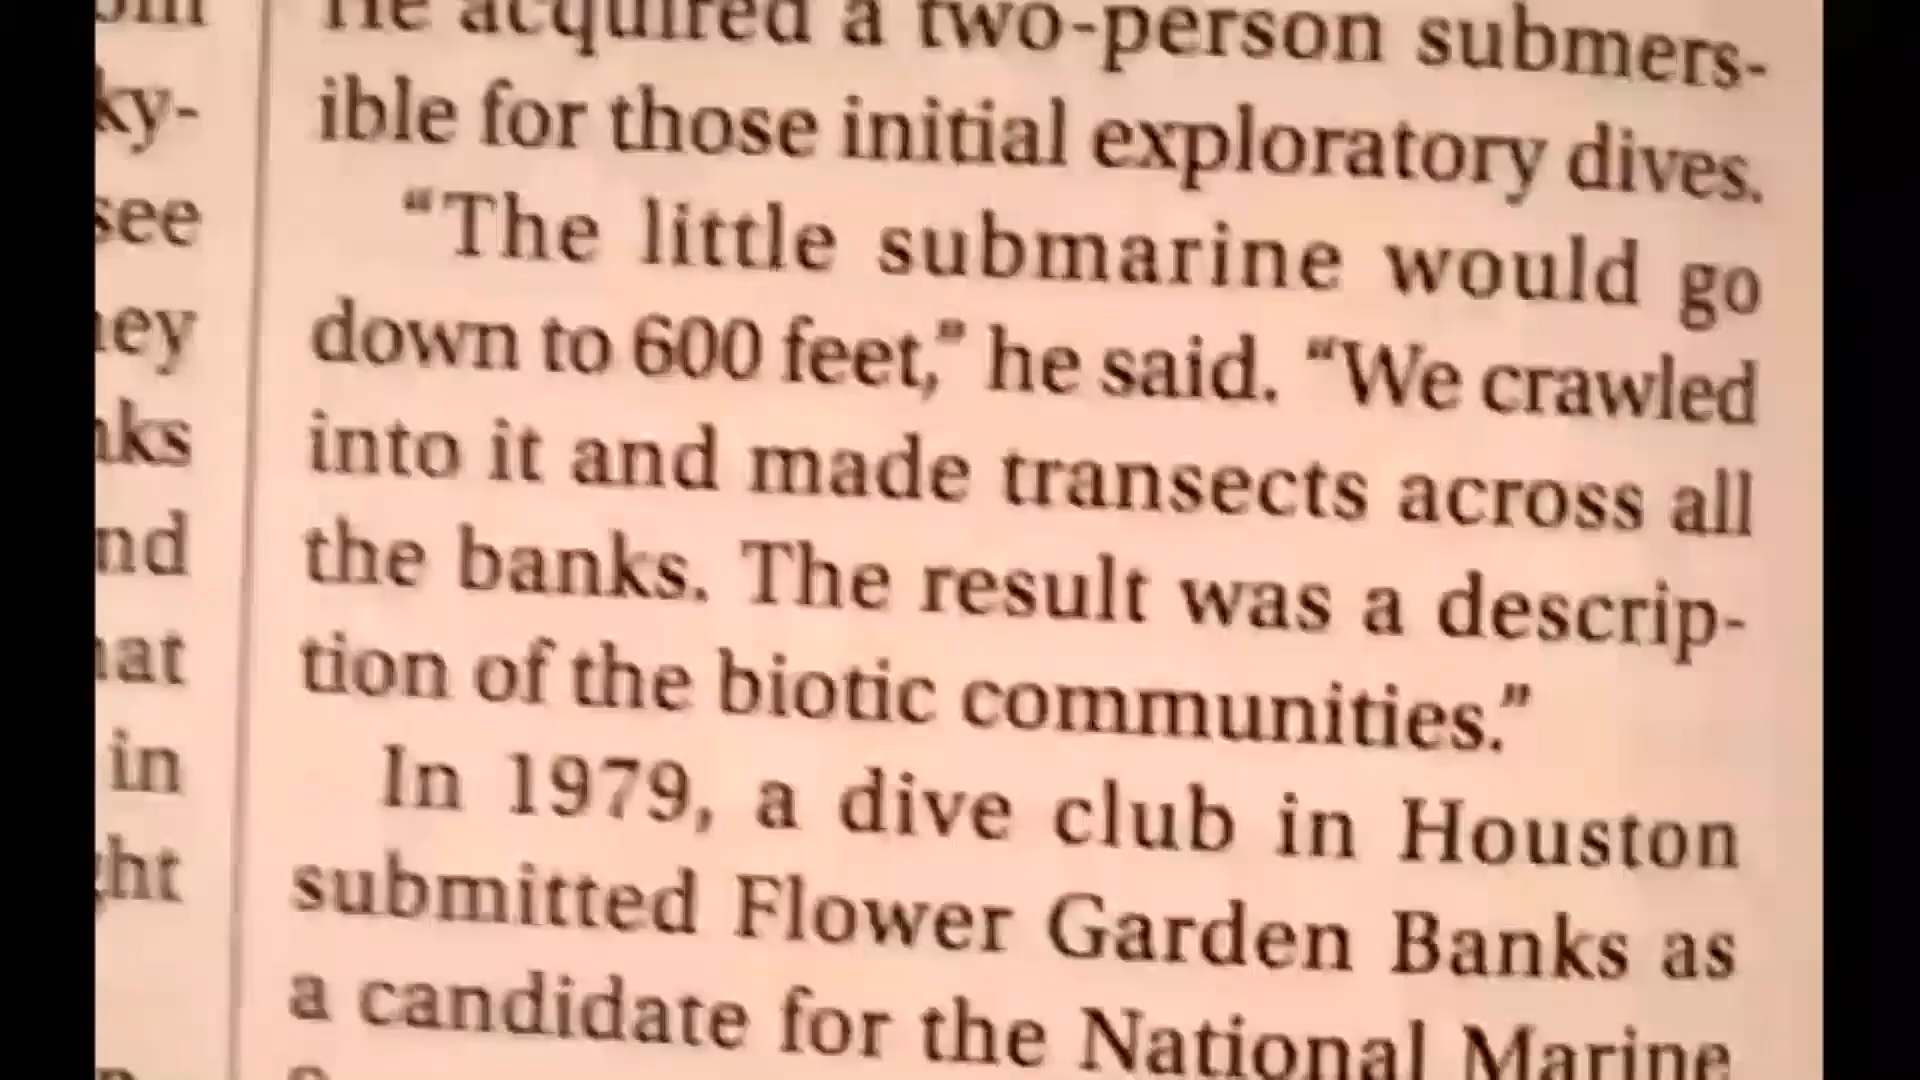 ky-
see
ey
ks
nd
at
in
ht
He acquired a two-person submers-
ible for those initial exploratory dives.
“The little submarine would go
down to 600 feet,” he said. “We crawled
into it and made transects across all
the banks. The result was a descrip-
tion of the biotic communities.”
In 1979, a dive club in Houston
submitted Flower Garden Banks as
a candidate for the National Marine